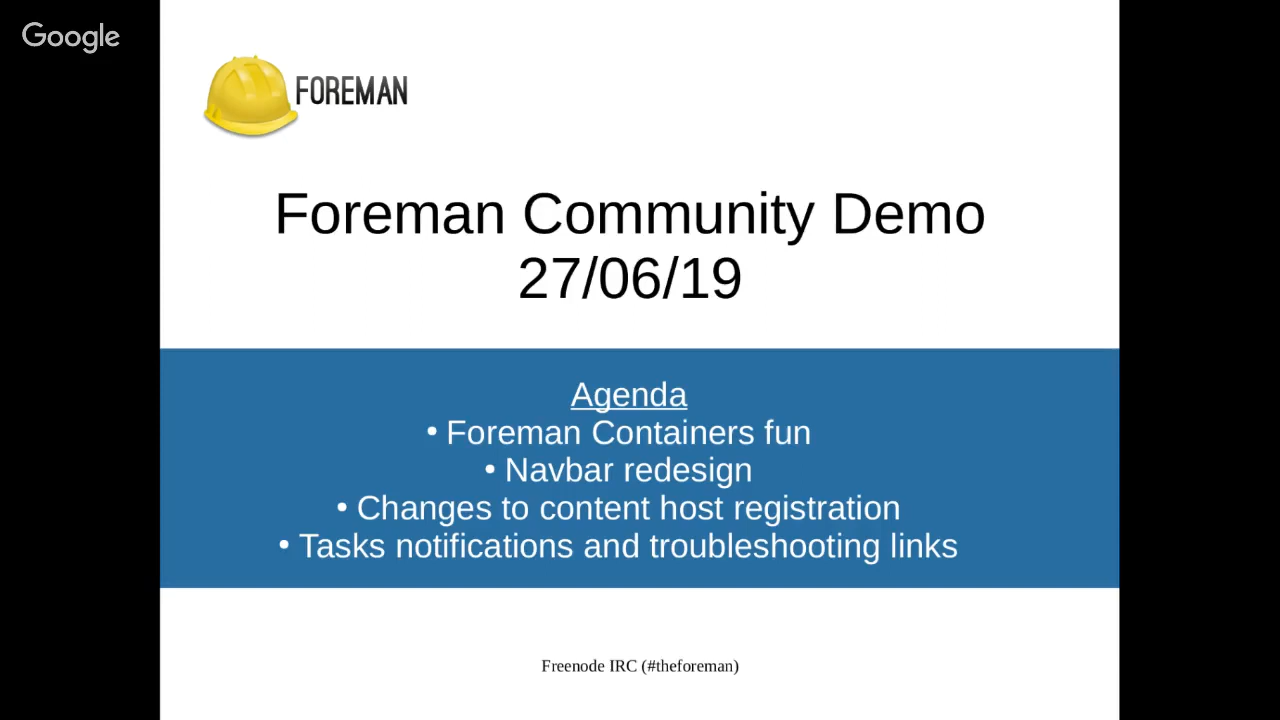 Google
FOREMAN
Foreman Community Demo
27/06/19
Agenda
• Foreman Containers fun
• Navbar redesign
• Changes to content host registration
• Tasks notifications and troubleshooting links
Freenode IRC (#theforeman)